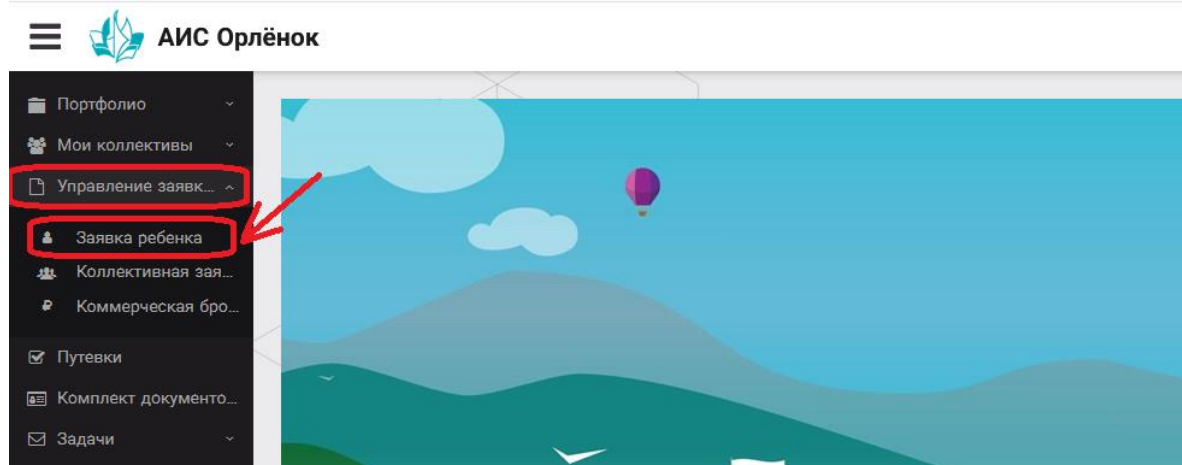 АИС Орлёнок
Портфолио
Мои коллективы
Управление заявк...
Заявка ребенка
Коллективная зая...
Коммерческая бро...
Путевки
Комплект документо...
Задачи